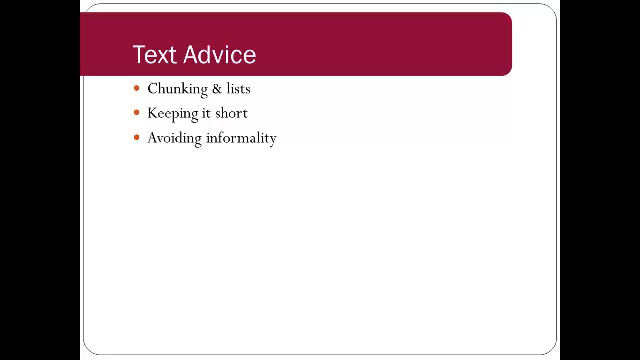 Text Advice
• Chunking & lists
• Keeping it short
• Avoiding informality